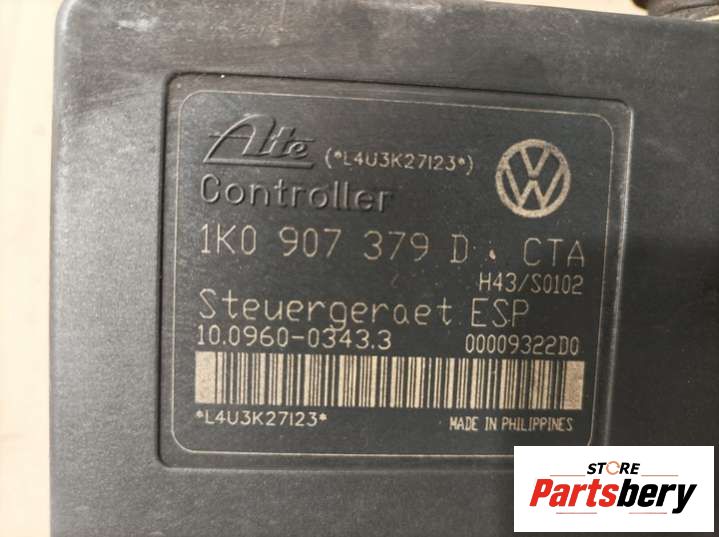 Ate (*L4U3K27123*)
Controller
1K0 907 379 D CTA
H43/S0102
Steuergeraet ESP
10.0960-0343.3 00009322D0
*L4U3K27123* MADE IN PHILIPPINES
STORE
Partsbery